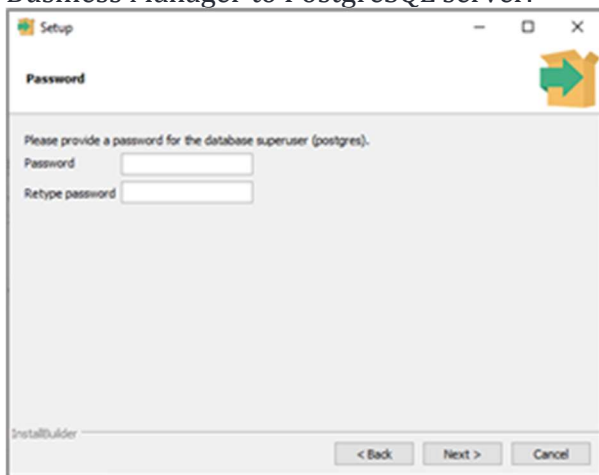 Business Manager to PostgreSQL server.
Setup
Password
Please provide a password for the database superuser (postgres).
Password
Retype password
InstallBuilder
< Back
Next >
Cancel